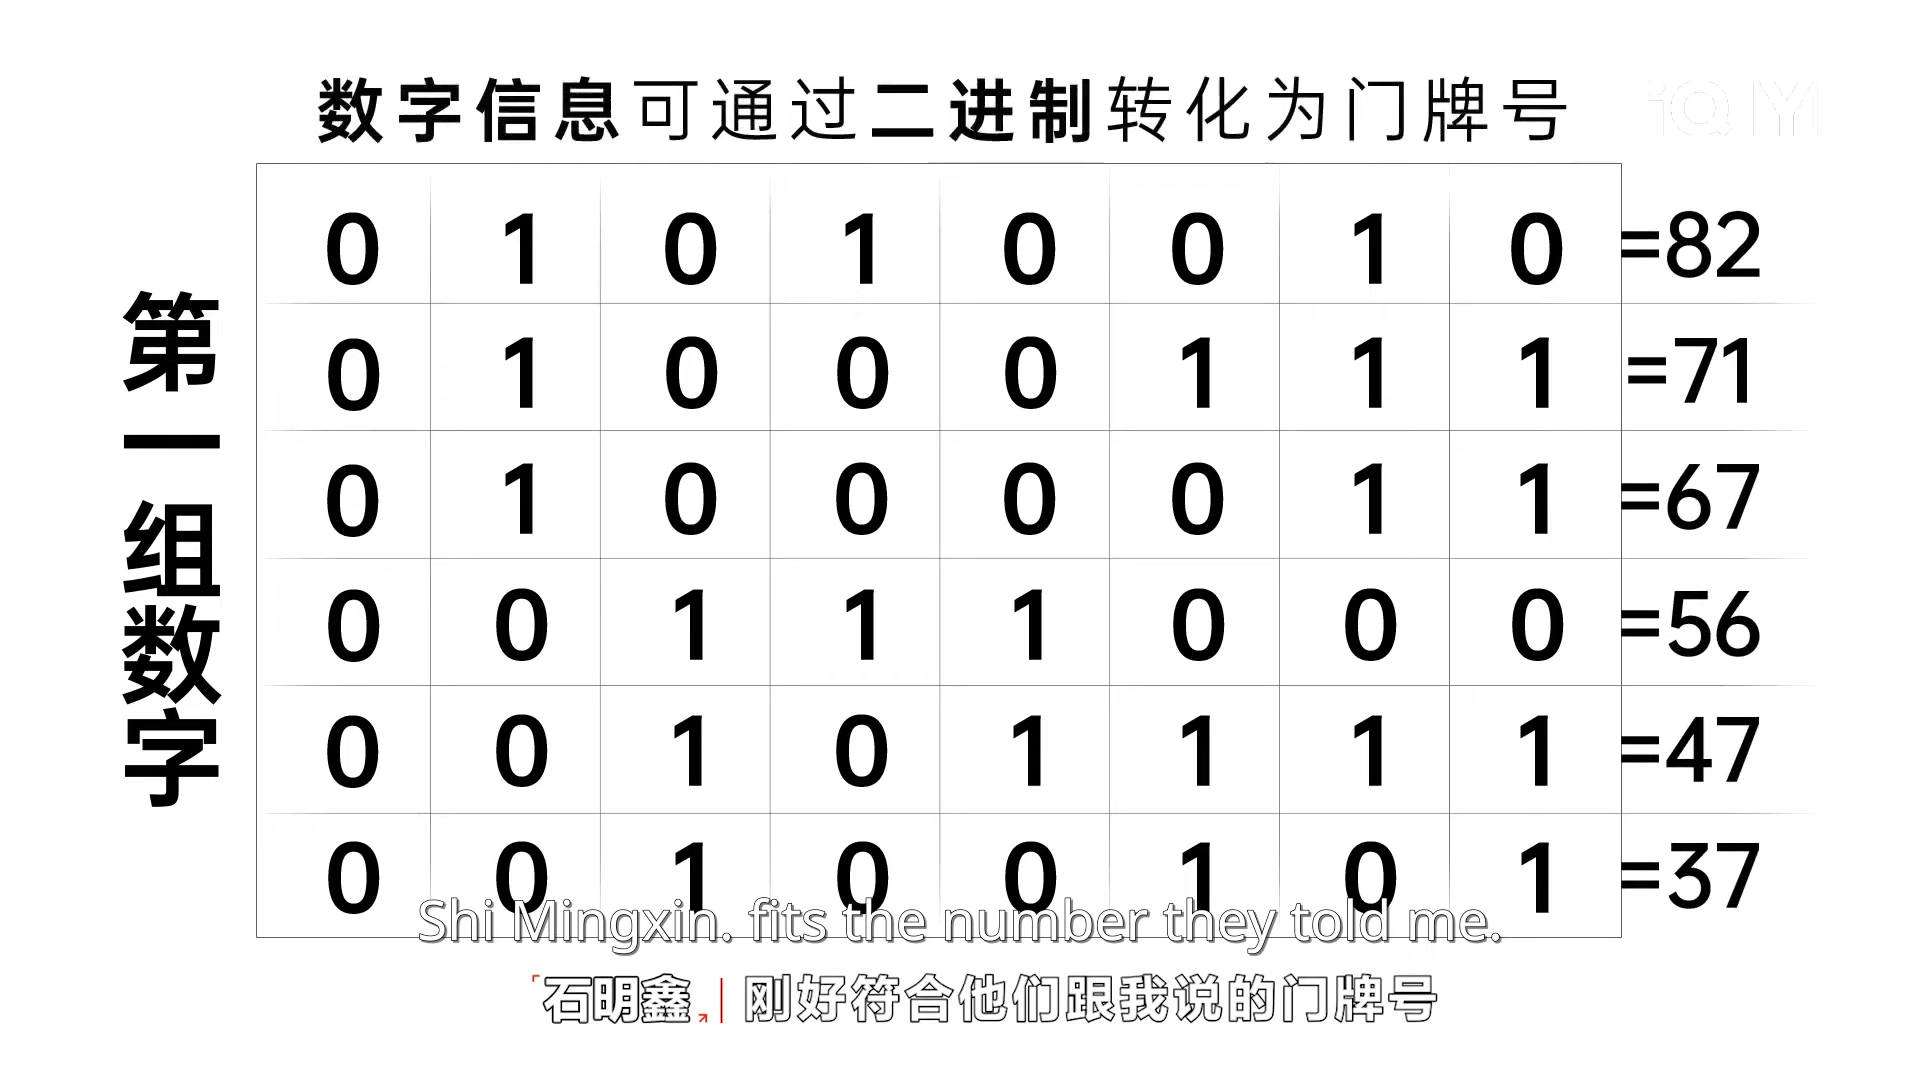 数字信息可通过二进制转化为门牌号
iQIYI
第一组数字
0 1 0 1 0 0 1 0 =82
0 1 0 0 0 1 1 1 =71
0 1 0 0 0 0 1 1 =67
0 0 1 1 1 0 0 0 =56
0 0 1 0 1 1 1 1 =47
0 0 1 0 0 1 0 1 =37
Shi Mingxin. fits the number they told me.
石明鑫 | 刚好符合他们跟我说的门牌号